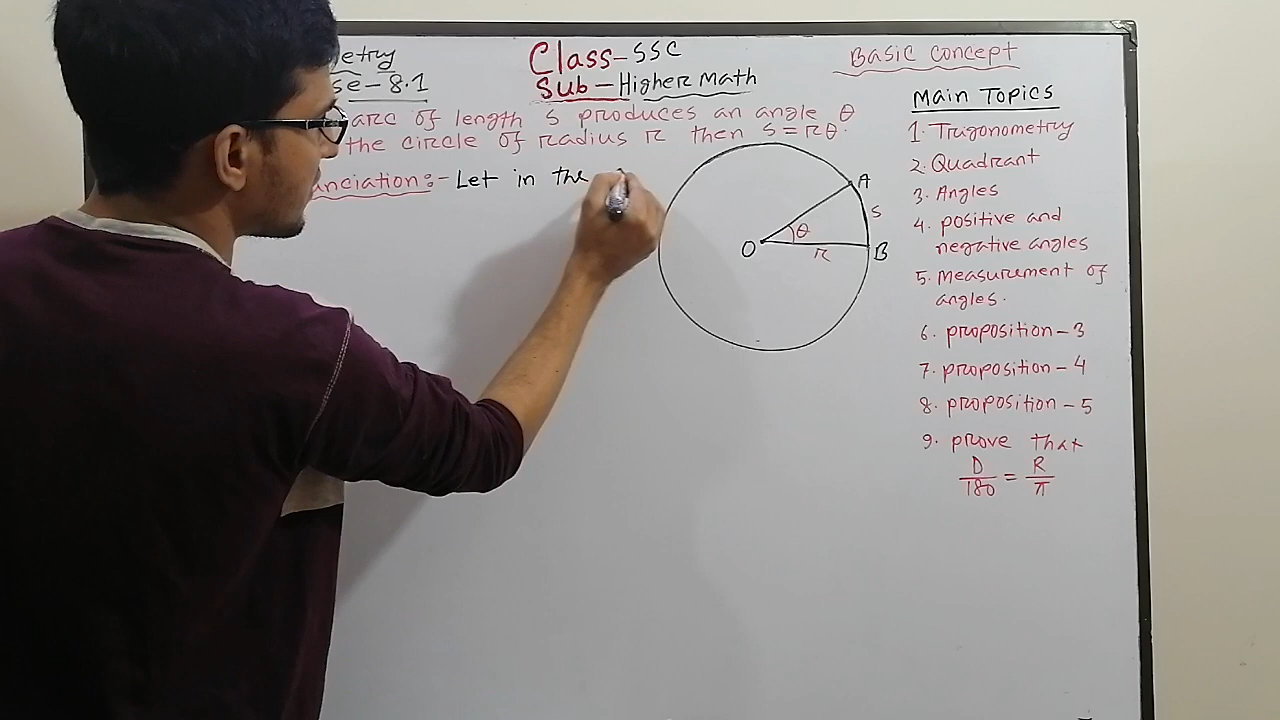 etry
se-8.1
Class-SSC
Sub-Higher Math
Basic Concept
arc of length s produces an angle θ
the circle of radius r then s=rθ.
unciation:- Let in the
A
s
θ
O
r
B
Main Topics
1. Trigonometry
2. Quadrant
3. Angles
4. positive and
negative angles
5. Measurement of
angles.
6. proposition-3
7. proposition-4
8. proposition-5
9. prove that
D/180 = R/π